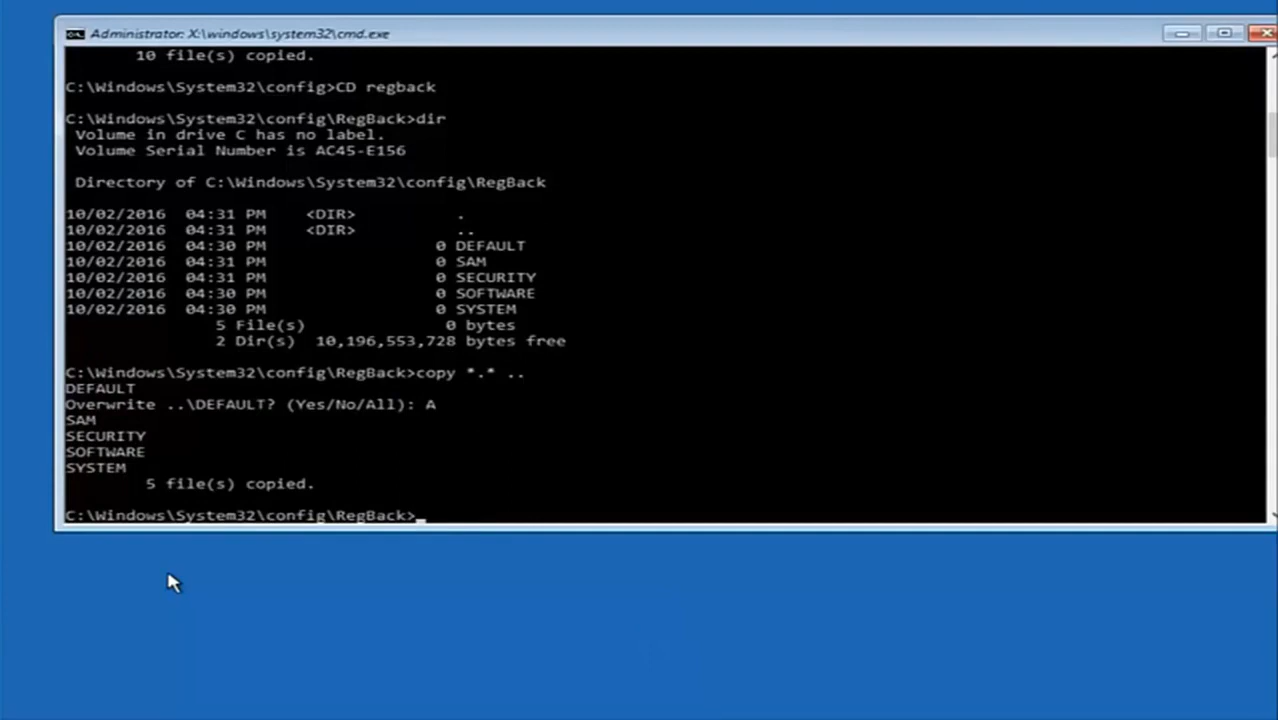 Administrator: X:\windows\system32\cmd.exe
10 file(s) copied.
C:\Windows\System32\config>CD regback
C:\Windows\System32\config\RegBack>dir
Volume in drive C has no label.
Volume Serial Number is AC45-E156
Directory of C:\Windows\System32\config\RegBack
10/02/2016 04:31 PM <DIR> .
10/02/2016 04:31 PM <DIR> ..
10/02/2016 04:30 PM 0 DEFAULT
10/02/2016 04:31 PM 0 SAM
10/02/2016 04:31 PM 0 SECURITY
10/02/2016 04:30 PM 0 SOFTWARE
10/02/2016 04:30 PM 0 SYSTEM
5 File(s) 0 bytes
2 Dir(s) 10,196,553,728 bytes free
C:\Windows\System32\config\RegBack>copy *.* ..
DEFAULT
Overwrite ..\DEFAULT? (Yes/No/All): A
SAM
SECURITY
SOFTWARE
SYSTEM
5 file(s) copied.
C:\Windows\System32\config\RegBack>_